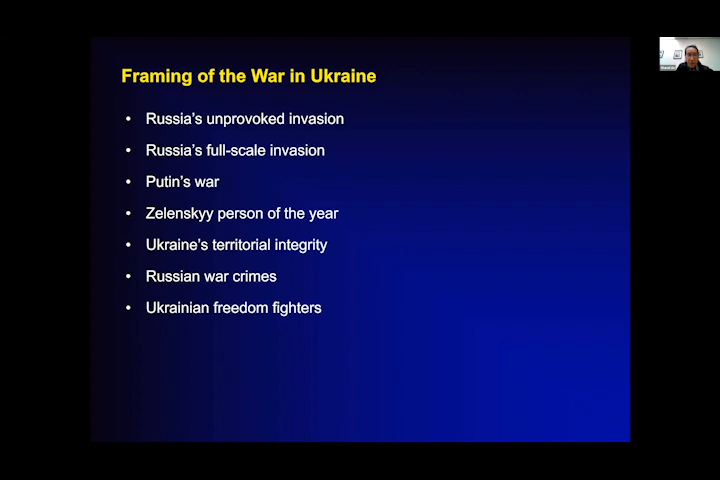 Framing of the War in Ukraine
• Russia's unprovoked invasion
• Russia's full-scale invasion
• Putin's war
• Zelenskyy person of the year
• Ukraine's territorial integrity
• Russian war crimes
• Ukrainian freedom fighters